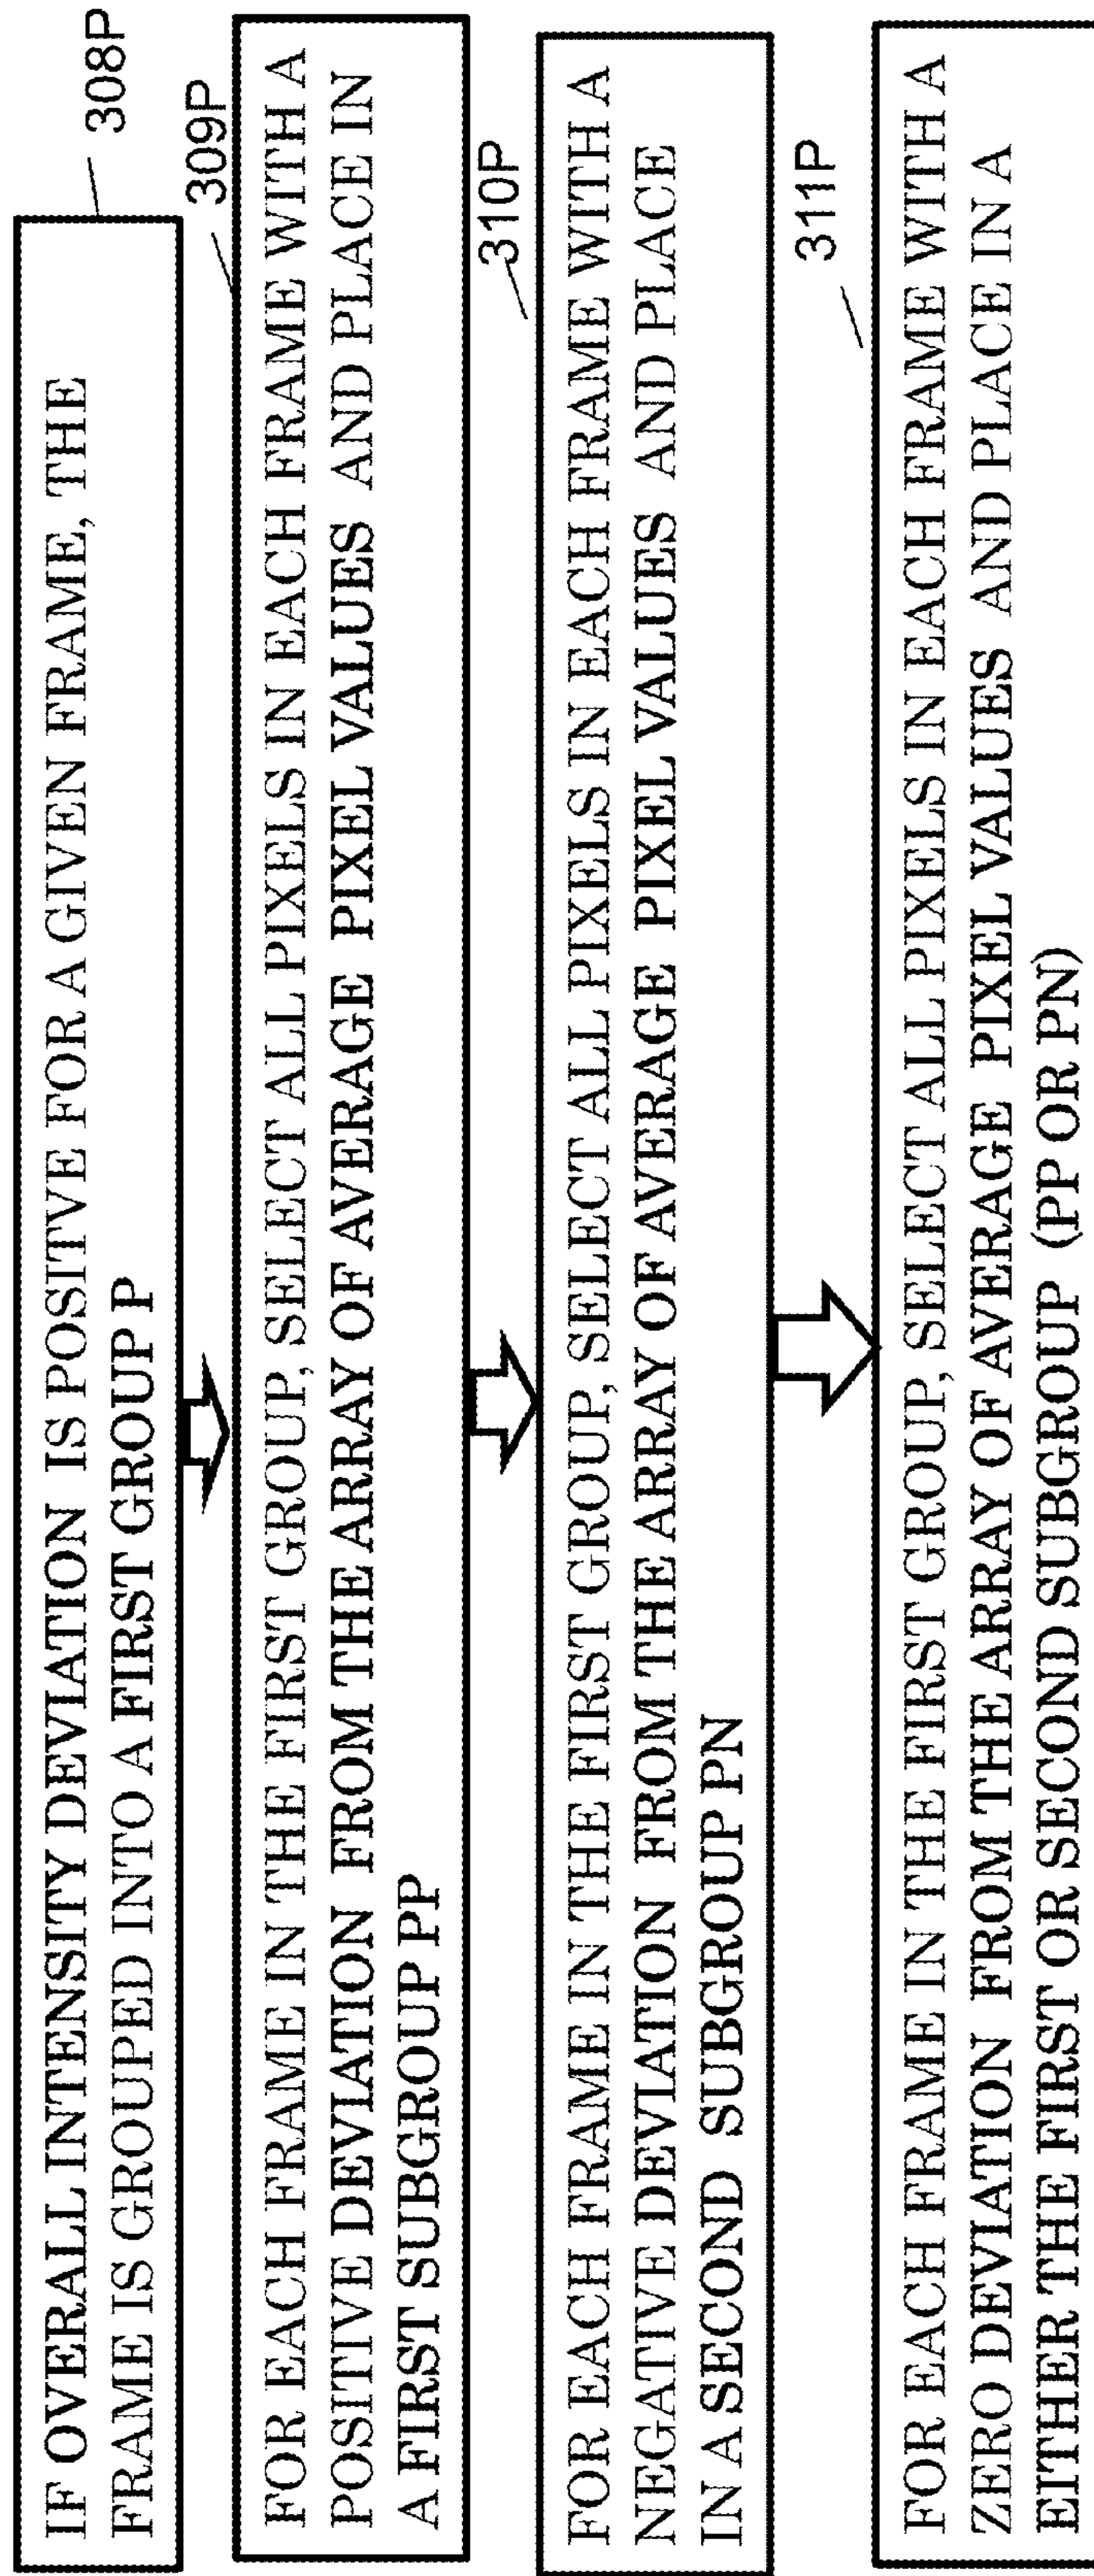 IF OVERALL INTENSITY DEVIATION IS POSITVE FOR A GIVEN FRAME, THE
FRAME IS GROUPED INTO A FIRST GROUP P
308P
309P
FOR EACH FRAME IN THE FIRST GROUP, SELECT ALL PIXELS IN EACH FRAME WITH A
POSITIVE DEVIATION FROM THE ARRAY OF AVERAGE PIXEL VALUES AND PLACE IN
A FIRST SUBGROUP PP
310P
FOR EACH FRAME IN THE FIRST GROUP, SELECT ALL PIXELS IN EACH FRAME WITH A
NEGATIVE DEVIATION FROM THE ARRAY OF AVERAGE PIXEL VALUES AND PLACE
IN A SECOND SUBGROUP PN
311P
FOR EACH FRAME IN THE FIRST GROUP, SELECT ALL PIXELS IN EACH FRAME WITH A
ZERO DEVIATION FROM THE ARRAY OF AVERAGE PIXEL VALUES AND PLACE IN A
EITHER THE FIRST OR SECOND SUBGROUP (PP OR PN)